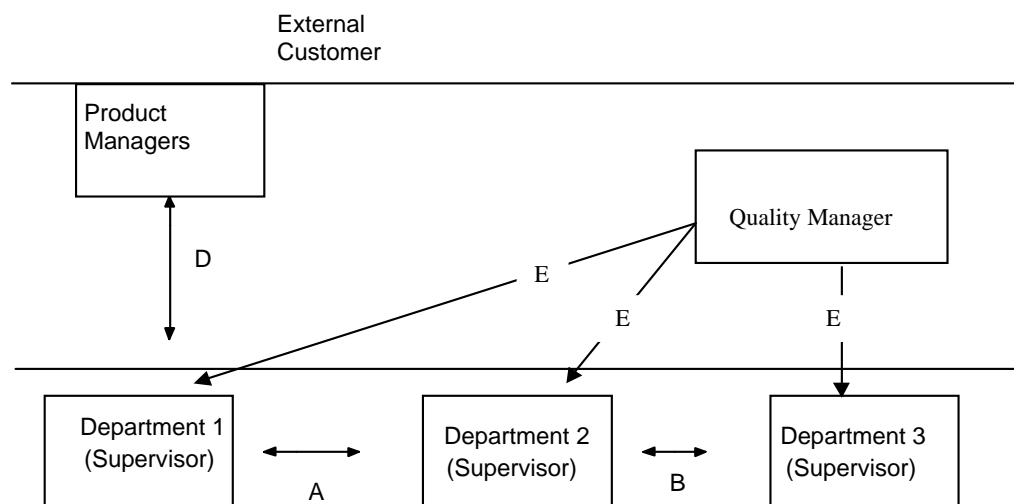 External
Customer
Product
Managers
Quality Manager
D
E
E
E
Department 1
(Supervisor)
Department 2
(Supervisor)
Department 3
(Supervisor)
A
B